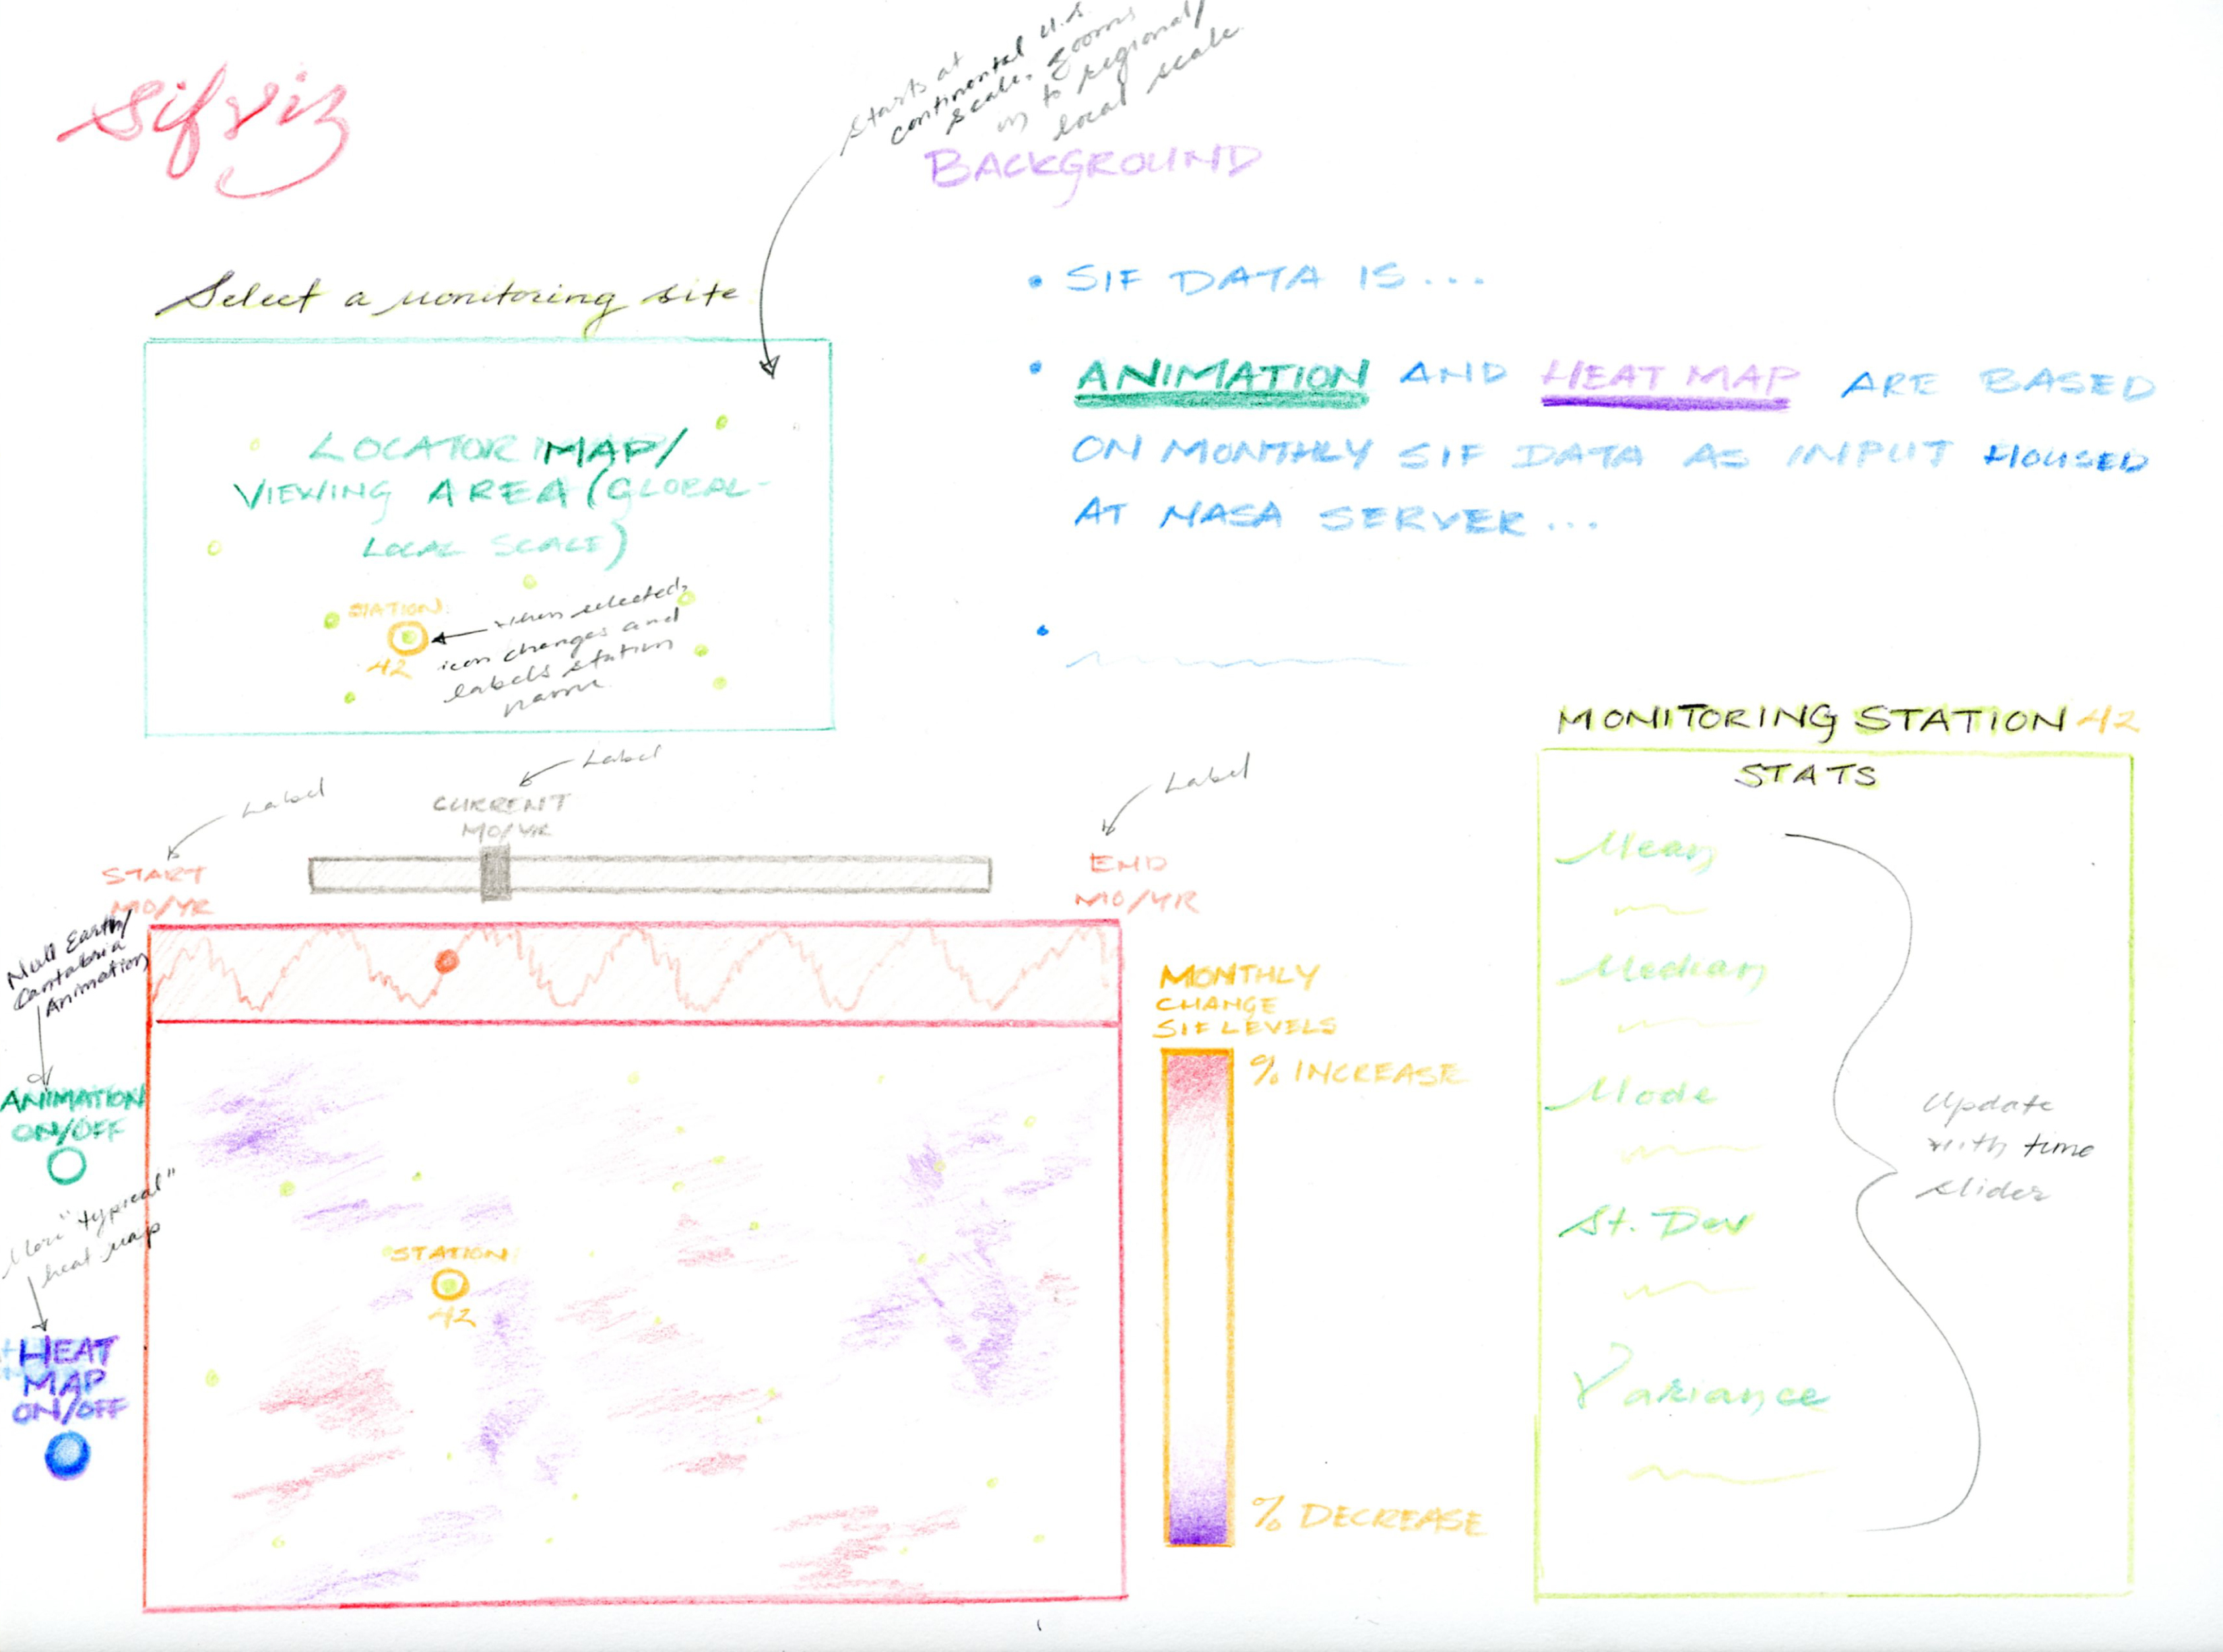 sifviz
starts at
continental U.S.
scale. Zooms
in to regional/
local scale
BACKGROUND
Select a monitoring site
• SIF DATA IS...
• ANIMATION AND HEAT MAP ARE BASED
ON MONTHLY SIF DATA AS INPUT HOUSED
AT NASA SERVER...
•
LOCATOR MAP/
VIEWING AREA (GLOBAL-
LOCAL SCALE)
STATION
42
when selected,
icon changes and
labels station
name
MONITORING STATION 42
STATS
Mean
Median
Mode
St. Dev
Variance
Update
with time
slider
Label
Label
Label
CURRENT
MO/YR
START
MO/YR
END
MO/YR
Null Earth/
Cantabria
Animation
ANIMATION
ON/OFF
"typical"
heat map
HEAT
MAP
ON/OFF
STATION
42
MONTHLY
CHANGE
SIF LEVELS
% INCREASE
% DECREASE